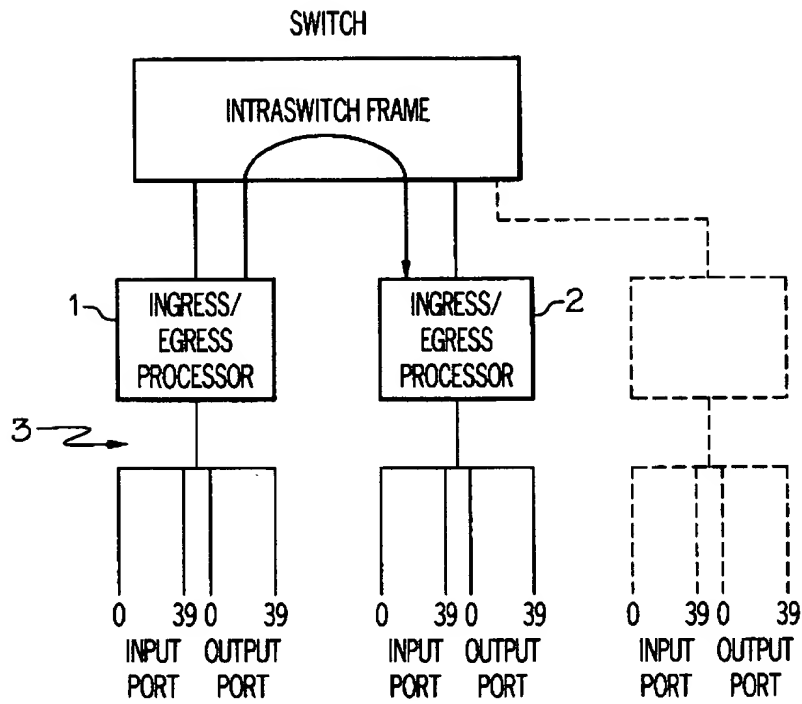 SWITCH
INTRASWITCH FRAME
1
INGRESS/
EGRESS
PROCESSOR
INGRESS/
EGRESS
PROCESSOR
2
3
0 39 0 39
INPUT PORT OUTPUT PORT
0 39 0 39
INPUT PORT OUTPUT PORT
0 39 0 39
INPUT PORT OUTPUT PORT